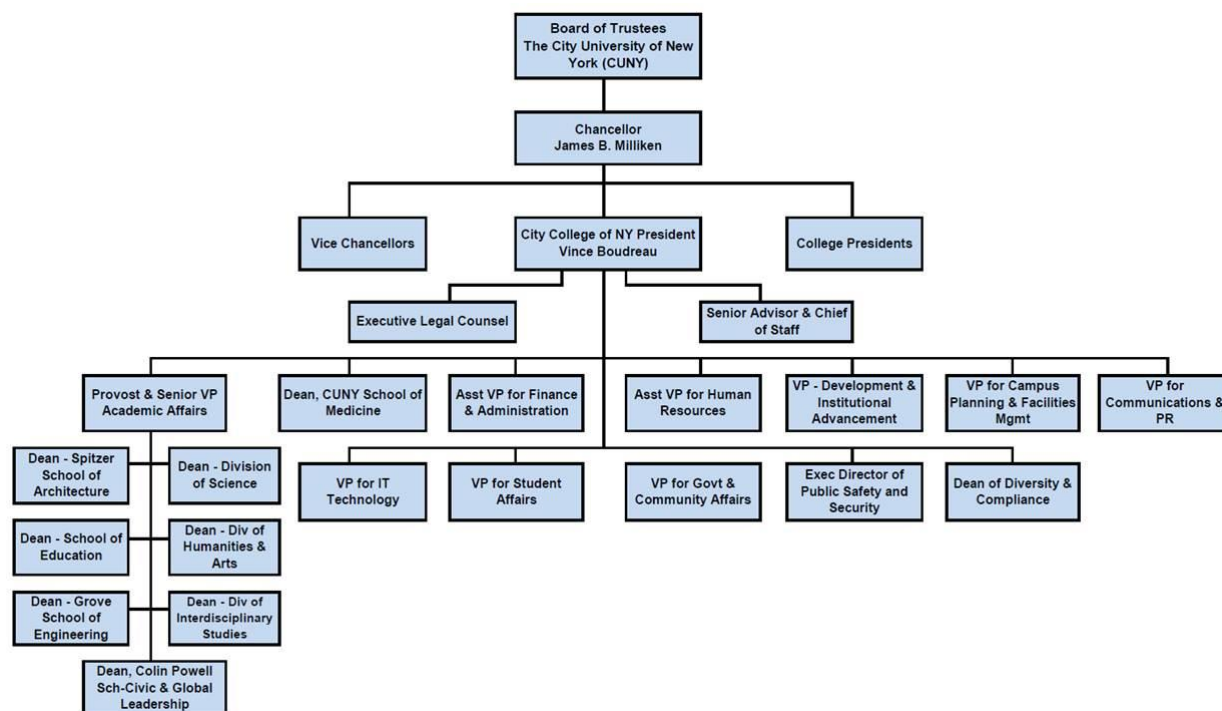 Board of Trustees
The City University of New
York (CUNY)
Chancellor
James B. Milliken
Vice Chancellors
City College of NY President
Vince Boudreau
College Presidents
Executive Legal Counsel
Senior Advisor & Chief
of Staff
Provost & Senior VP
Academic Affairs
Dean, CUNY School of
Medicine
Asst VP for Finance
& Administration
Asst VP for Human
Resources
VP - Development &
Institutional
Advancement
VP for Campus
Planning & Facilities
Mgmt
VP for
Communications &
PR
Dean - Spitzer
School of
Architecture
Dean - Division
of Science
VP for IT
Technology
VP for Student
Affairs
VP for Govt &
Community Affairs
Exec Director of
Public Safety and
Security
Dean of Diversity &
Compliance
Dean - School of
Education
Dean - Div of
Humanities &
Arts
Dean - Grove
School of
Engineering
Dean - Div of
Interdisciplinary
Studies
Dean, Colin Powell
Sch-Civic & Global
Leadership